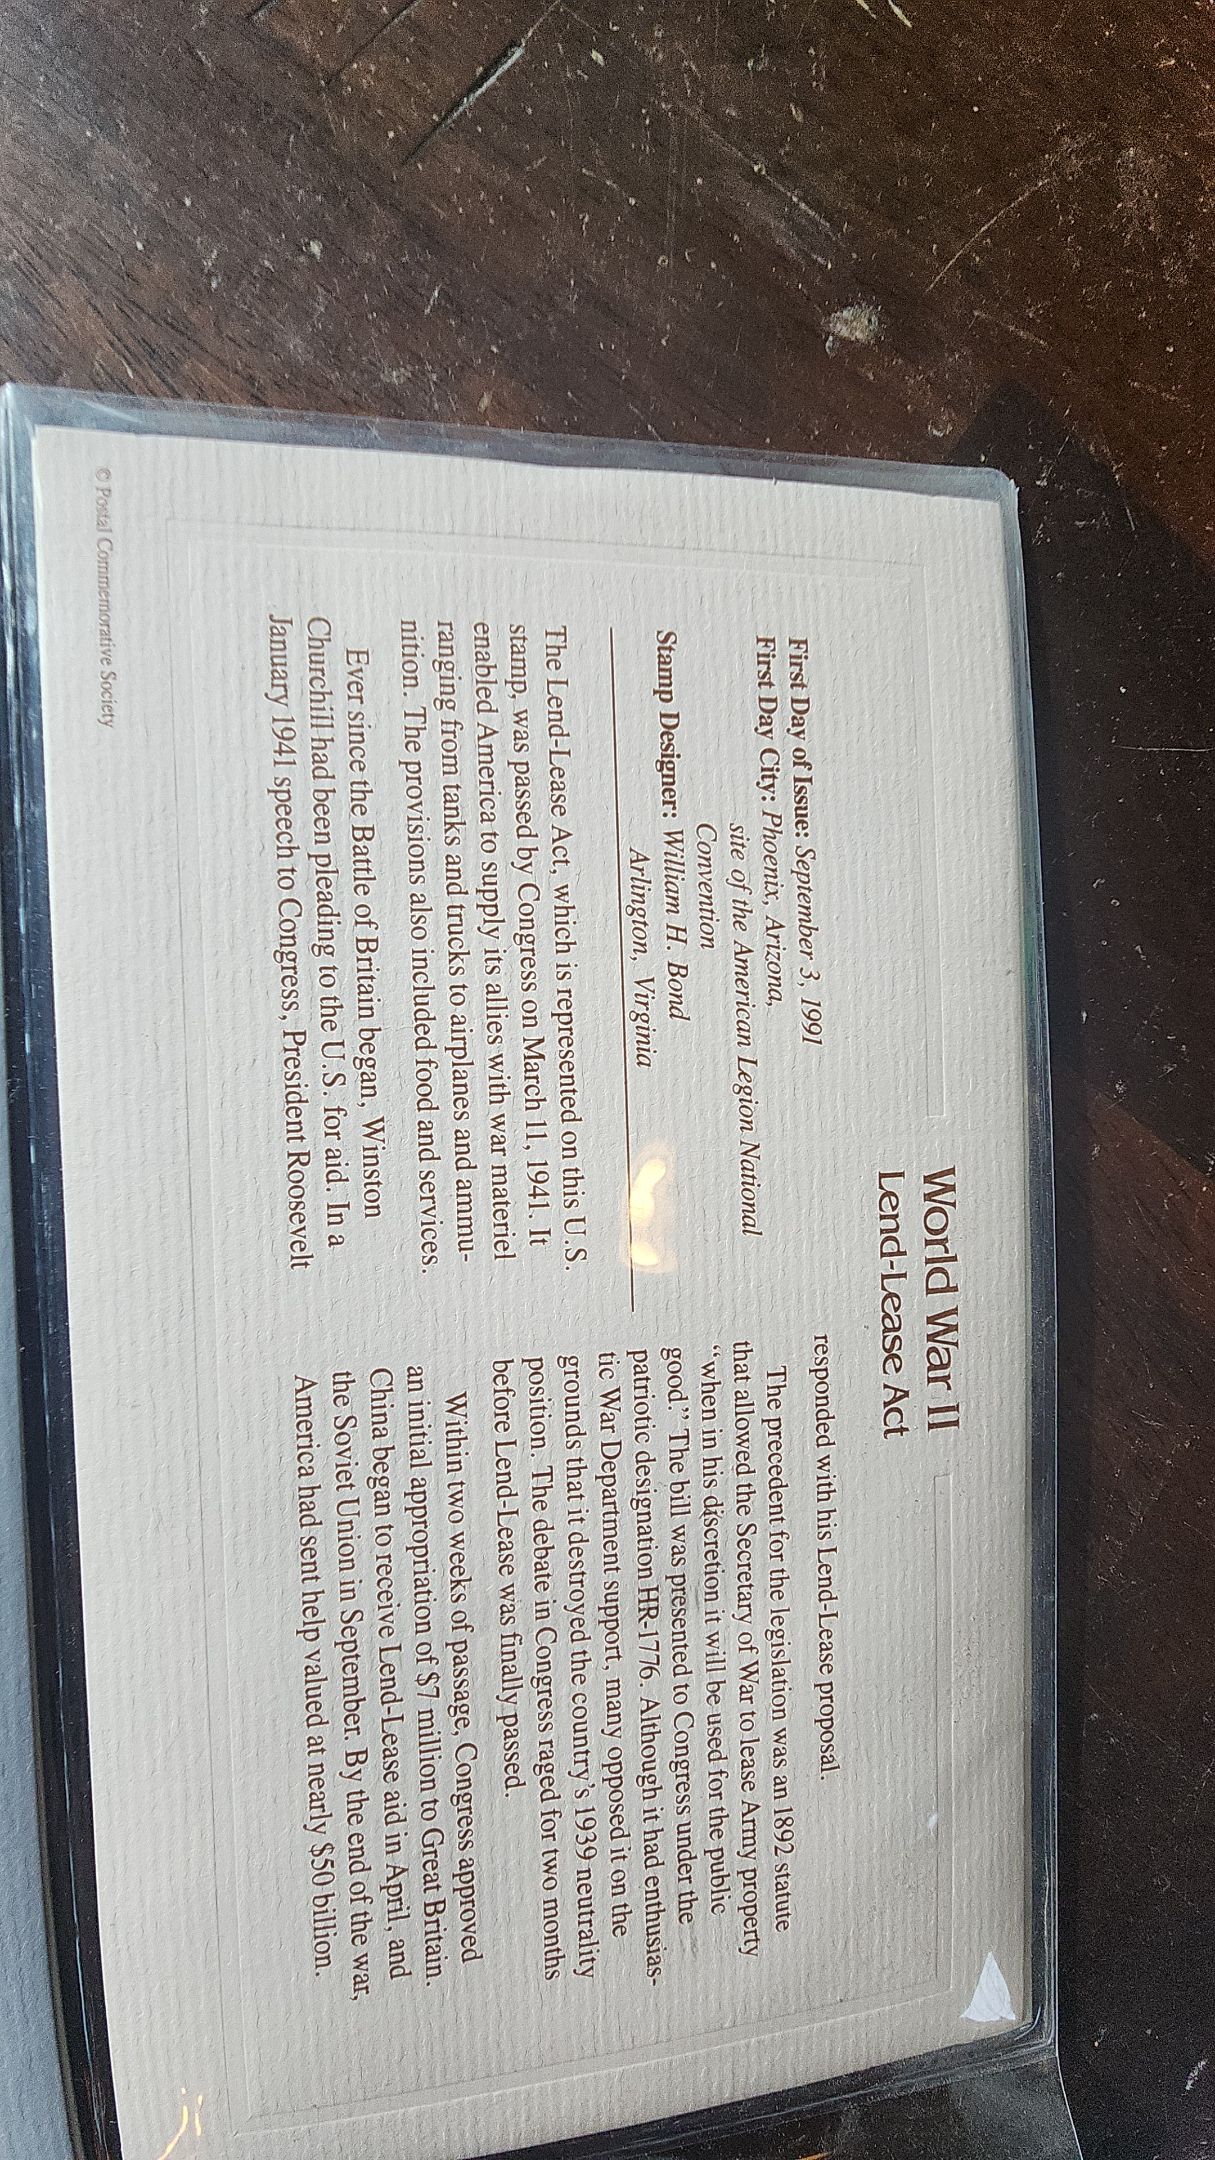 World War II
Lend-Lease Act
First Day of Issue: September 3, 1991
First Day City: Phoenix, Arizona,
site of the American Legion National
Convention
Stamp Designer: William H. Bond
Arlington, Virginia
The Lend-Lease Act, which is represented on this U.S.
stamp, was passed by Congress on March 11, 1941. It
enabled America to supply its allies with war materiel
ranging from tanks and trucks to airplanes and ammu-
nition. The provisions also included food and services.
Ever since the Battle of Britain began, Winston
Churchill had been pleading to the U.S. for aid. In a
January 1941 speech to Congress, President Roosevelt
responded with his Lend-Lease proposal.
The precedent for the legislation was an 1892 statute
that allowed the Secretary of War to lease Army property
“when in his discretion it will be used for the public
good.” The bill was presented to Congress under the
patriotic designation HR-1776. Although it had enthusias-
tic War Department support, many opposed it on the
grounds that it destroyed the country’s 1939 neutrality
position. The debate in Congress raged for two months
before Lend-Lease was finally passed.
Within two weeks of passage, Congress approved
an initial appropriation of $7 million to Great Britain.
China began to receive Lend-Lease aid in April, and
the Soviet Union in September. By the end of the war,
America had sent help valued at nearly $50 billion.
© Postal Commemorative Society